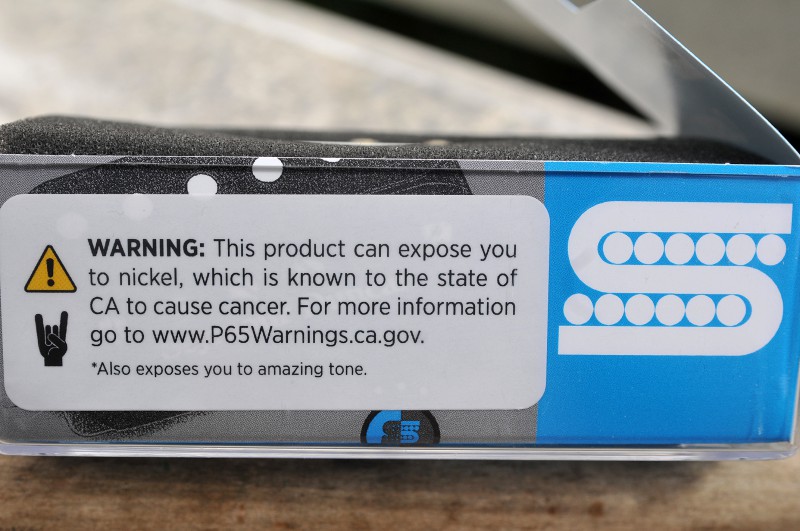 WARNING: This product can expose you
to nickel, which is known to the state of
CA to cause cancer. For more information
go to www.P65Warnings.ca.gov.
*Also exposes you to amazing tone.